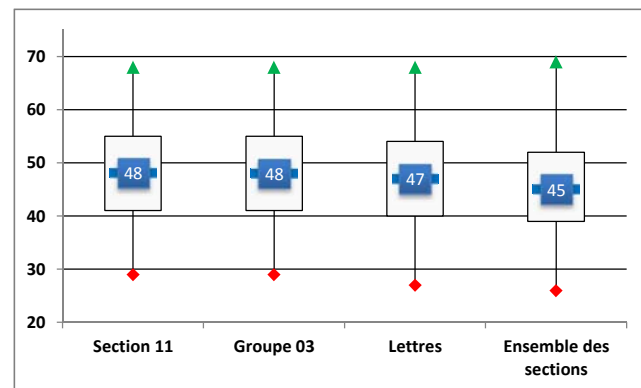 70
60
50
40
30
20
48
48
47
45
Section 11
Groupe 03
Lettres
Ensemble des
sections